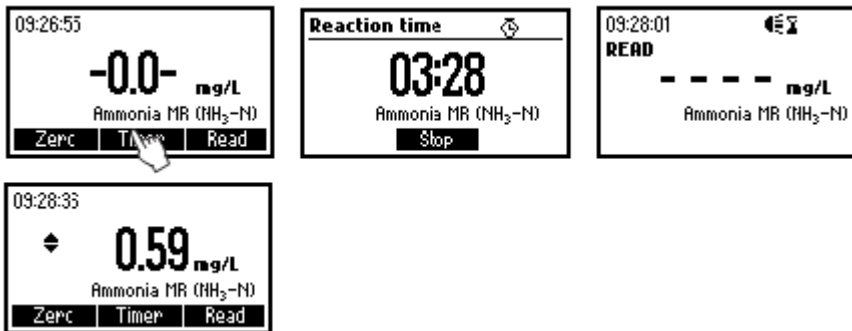 09:26:55
-0.0- mg/L
Ammonia MR (NH₃-N)
Zero Timer Read
Reaction time
03:28
Ammonia MR (NH₃-N)
Stop
09:28:01
READ
- - - - mg/L
Ammonia MR (NH₃-N)
09:28:35
0.59 mg/L
Ammonia MR (NH₃-N)
Zero Timer Read